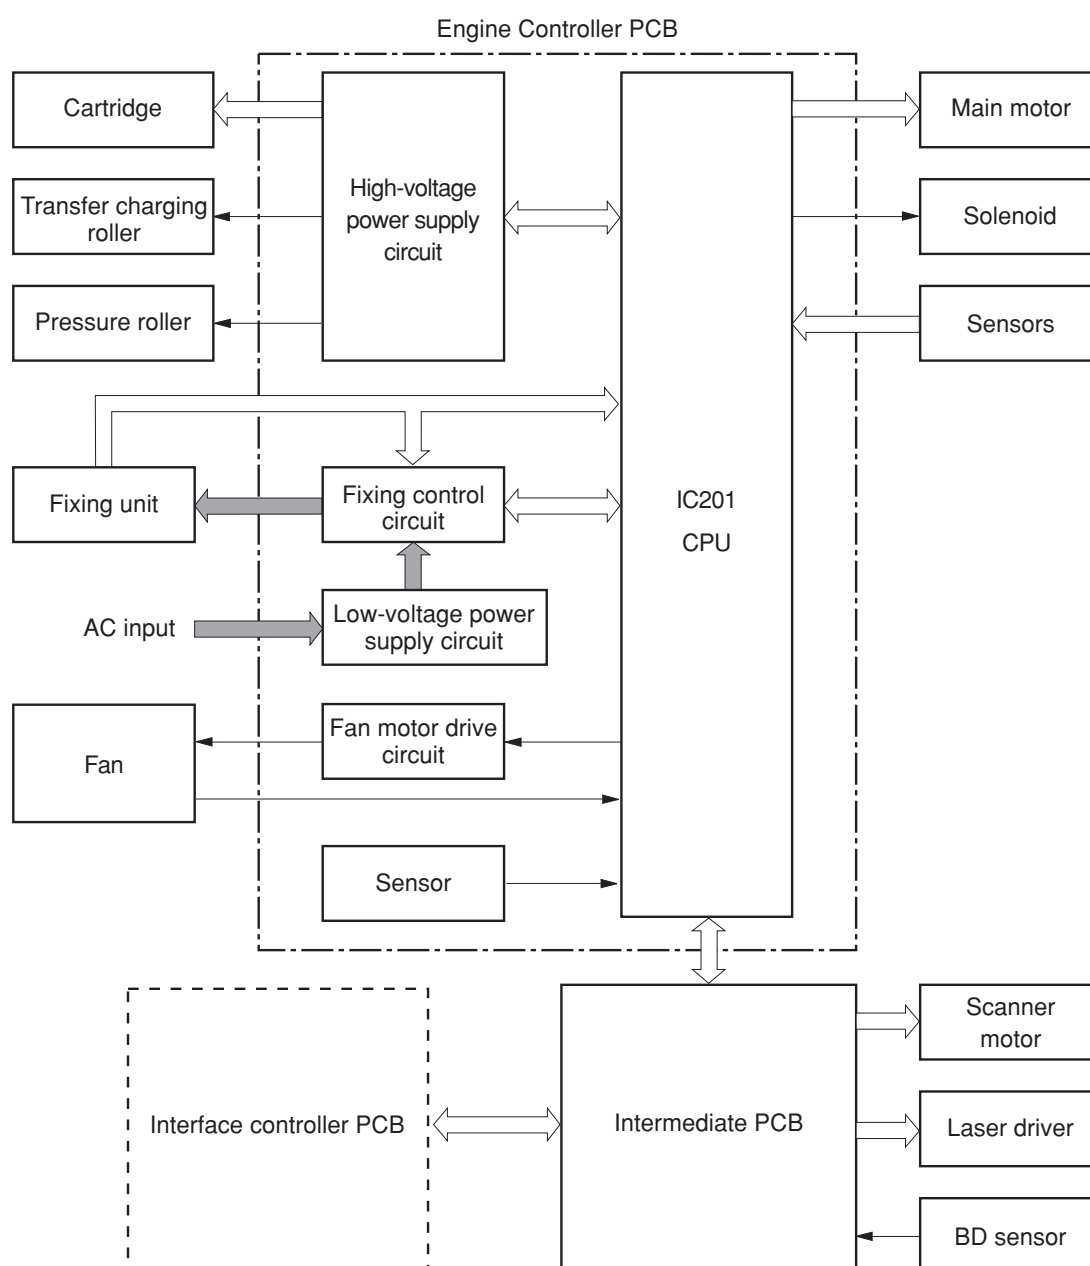 Engine Controller PCB
Cartridge
Transfer charging
roller
Pressure roller
High-voltage
power supply
circuit
Main motor
Solenoid
Sensors
Fixing unit
Fixing control
circuit
IC201
CPU
AC input
Low-voltage power
supply circuit
Fan
Fan motor drive
circuit
Sensor
Interface controller PCB
Intermediate PCB
Scanner
motor
Laser driver
BD sensor